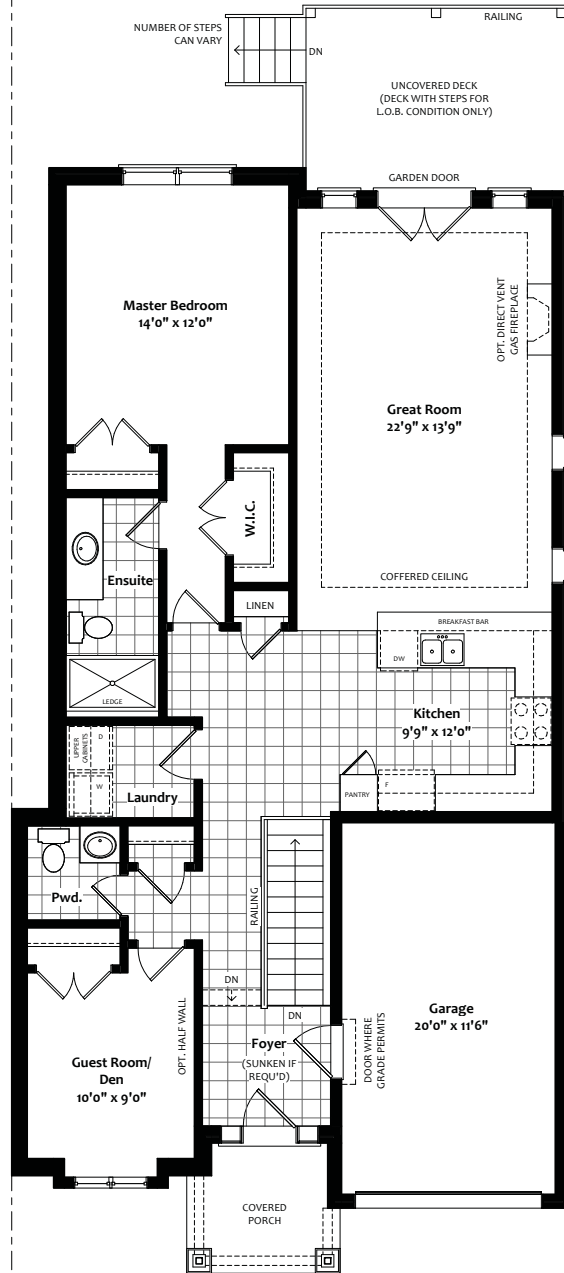 NUMBER OF STEPS
CAN VARY
DN
RAILING
UNCOVERED DECK
(DECK WITH STEPS FOR
L.O.B. CONDITION ONLY)
GARDEN DOOR
Master Bedroom
14'0" x 12'0"
OPT. DIRECT VENT
GAS FIREPLACE
Great Room
22'9" x 13'9"
W.I.C.
Ensuite
COFFERED CEILING
LINEN
BREAKFAST BAR
DW
LEDGE
Kitchen
9'9" x 12'0"
UPPER
CABINETS
D
W
Laundry
PANTRY
F
Pwd.
RAILING
DN
DN
Foyer
(SUNKEN IF
REQU'D)
OPT. HALF WALL
DOOR WHERE
GRADE PERMITS
Garage
20'0" x 11'6"
Guest Room/
Den
10'0" x 9'0"
COVERED
PORCH